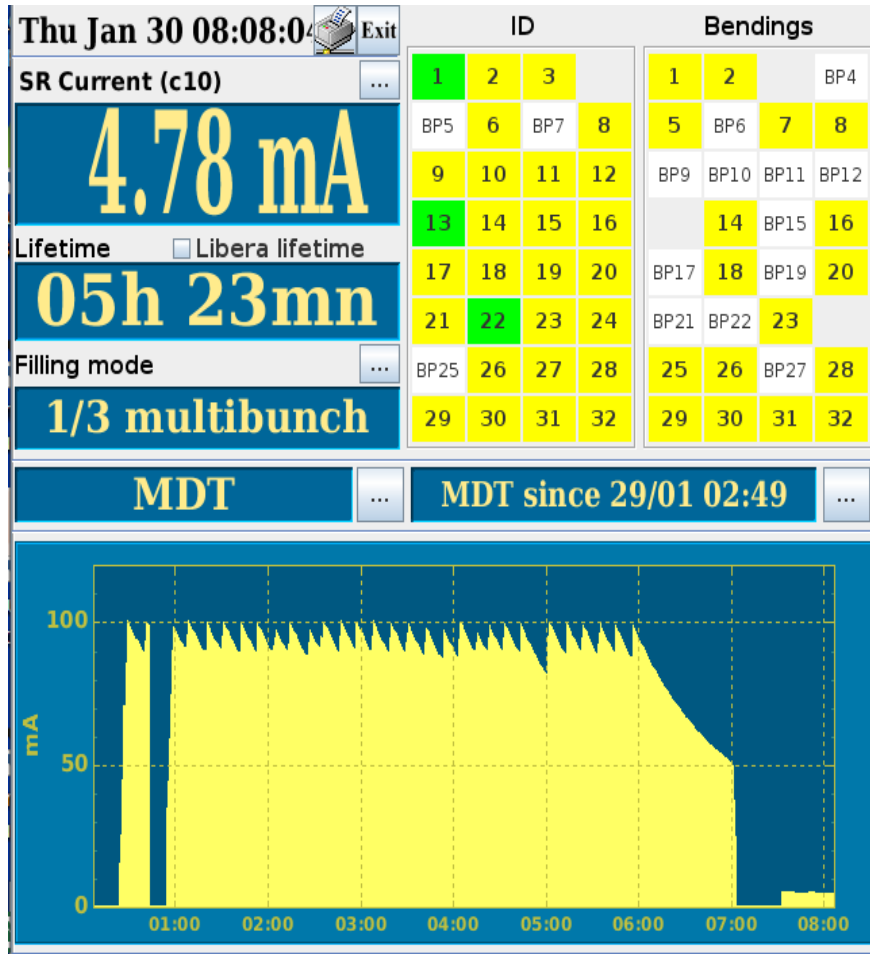 Thu Jan 30 08:08:04
Exit
SR Current (c10)
...
4.78 mA
Lifetime
Libera lifetime
05h 23mn
Filling mode
...
1/3 multibunch
ID
1 2 3
BP5 6 BP7 8
9 10 11 12
13 14 15 16
17 18 19 20
21 22 23 24
BP25 26 27 28
29 30 31 32
Bendings
1 2 BP4
5 BP6 7 8
BP9 BP10 BP11 BP12
14 BP15 16
BP17 18 BP19 20
BP21 BP22 23
25 26 BP27 28
29 30 31 32
MDT
...
MDT since 29/01 02:49
...
mA
100
50
0
01:00 02:00 03:00 04:00 05:00 06:00 07:00 08:00